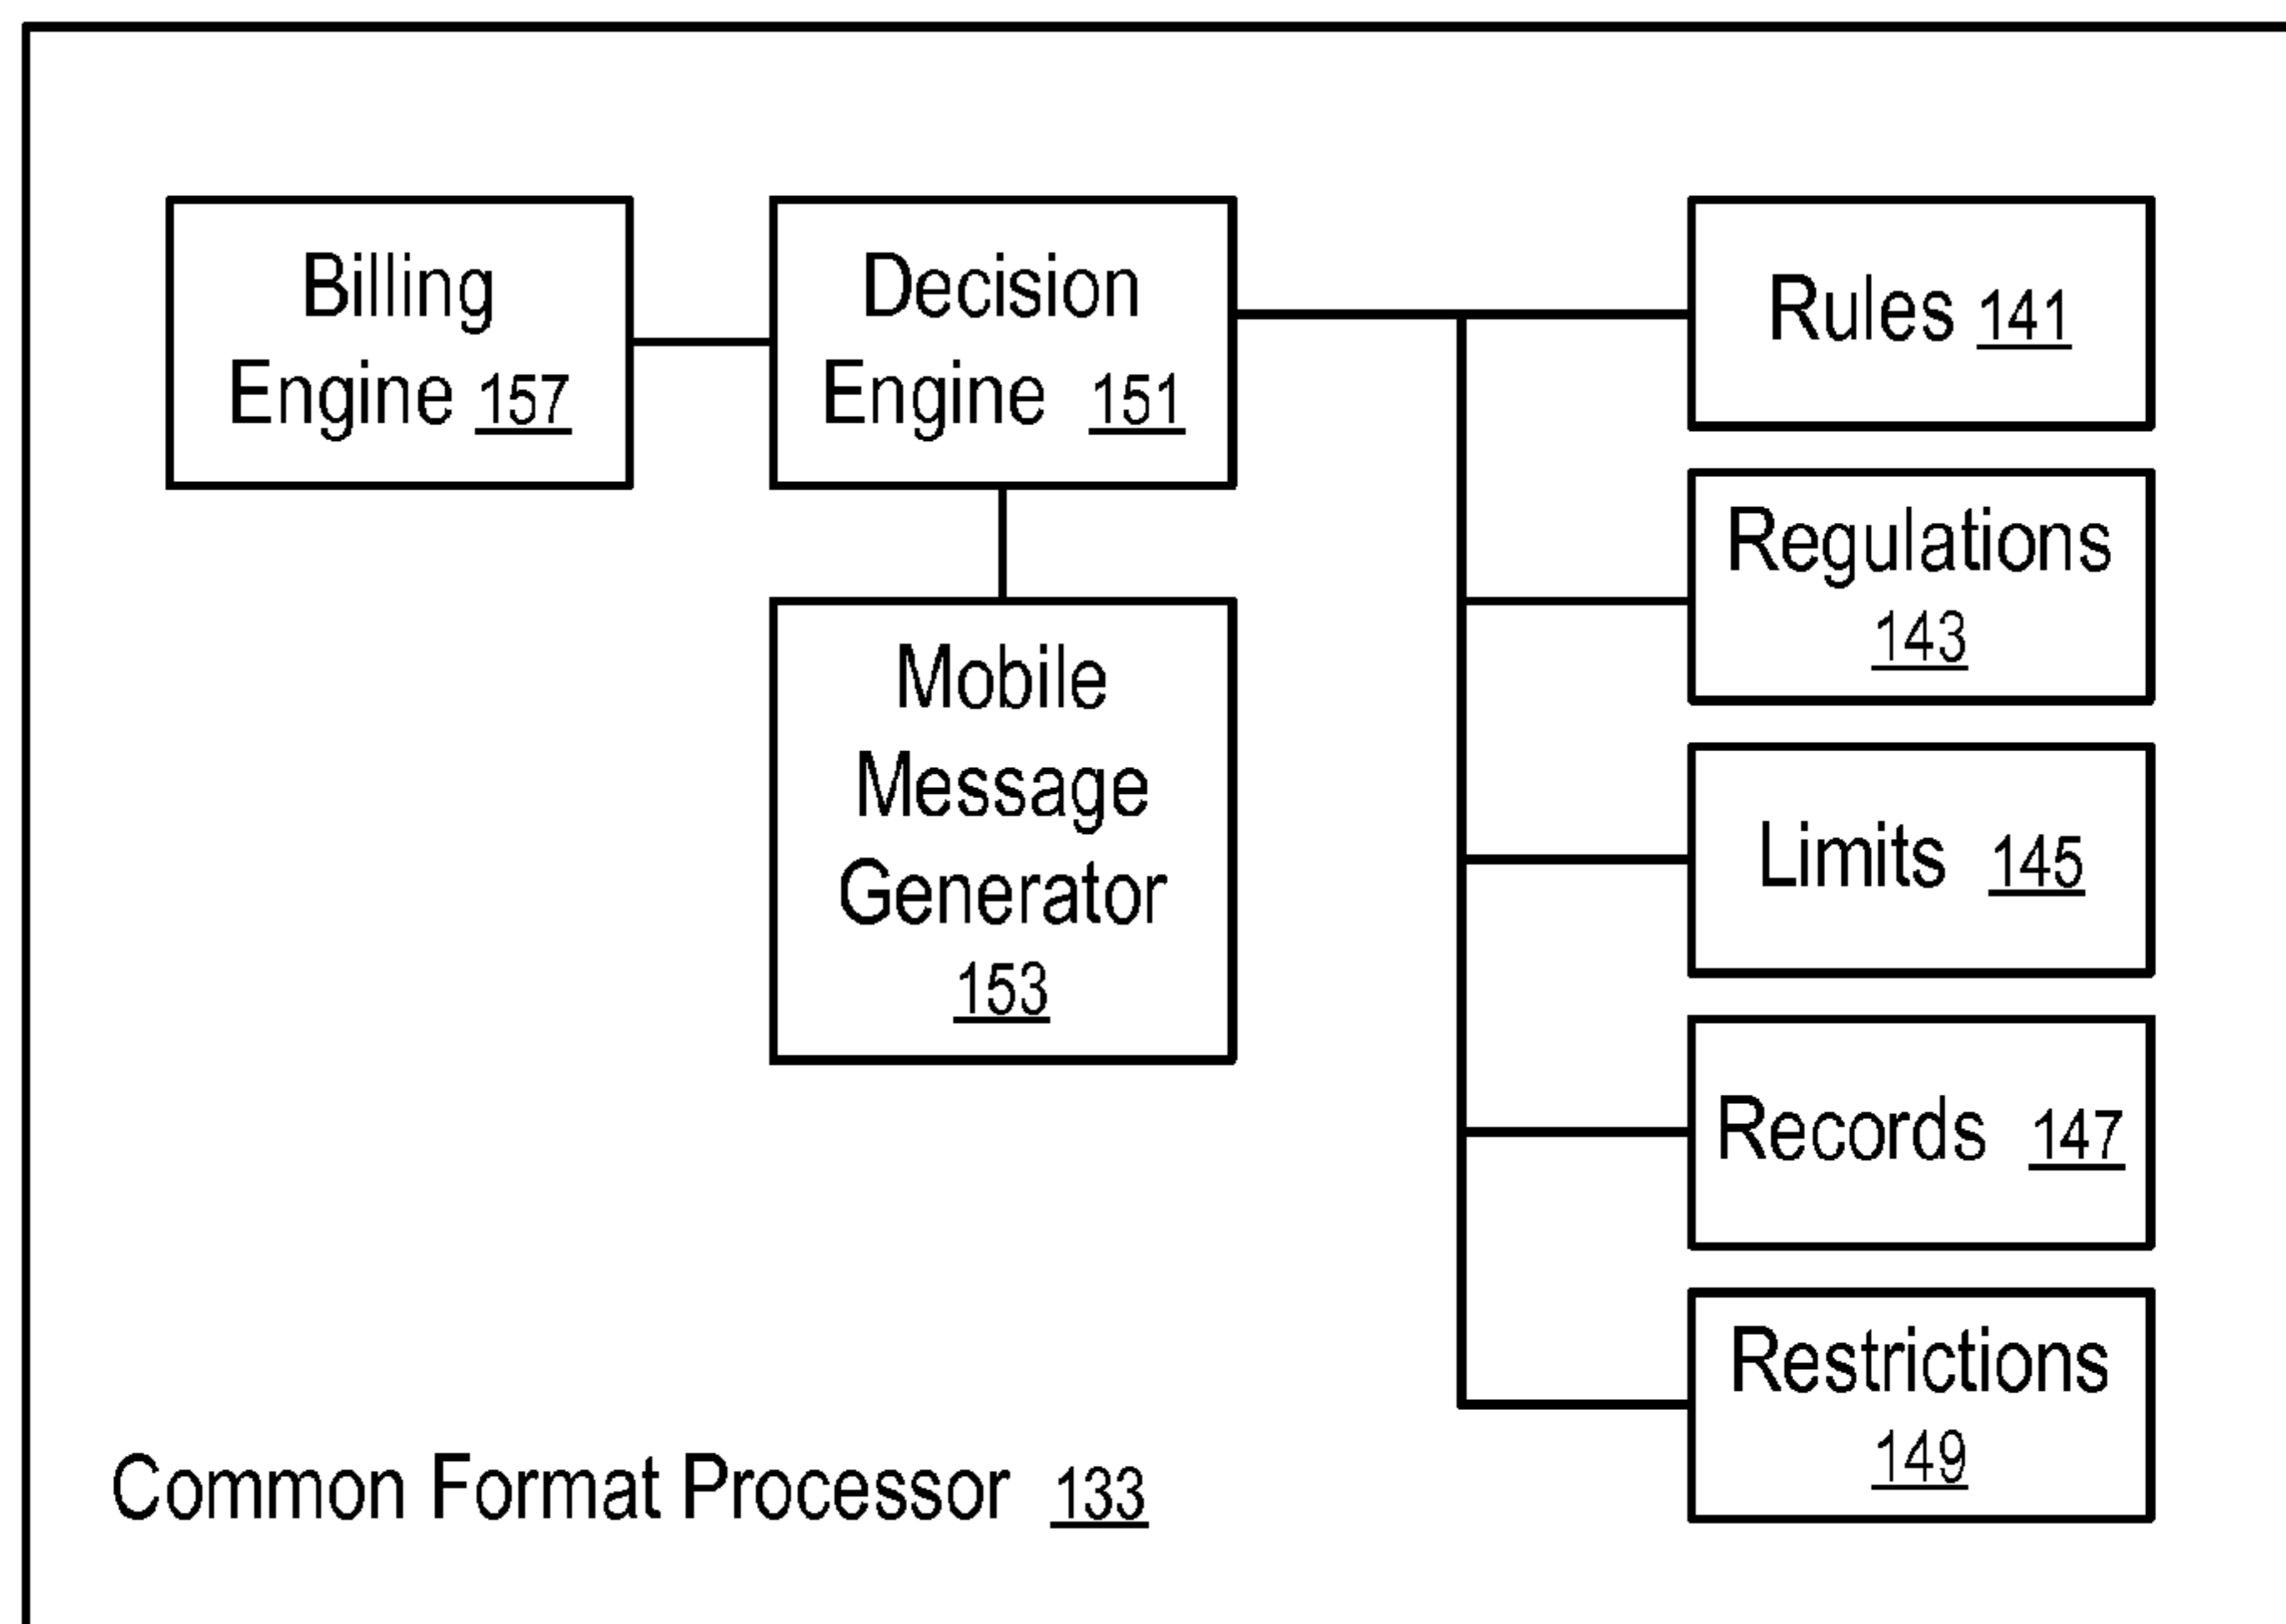 Billing
Engine 157
Decision
Engine 151
Mobile
Message
Generator
153
Rules 141
Regulations
143
Limits 145
Records 147
Restrictions
149
Common Format Processor 133